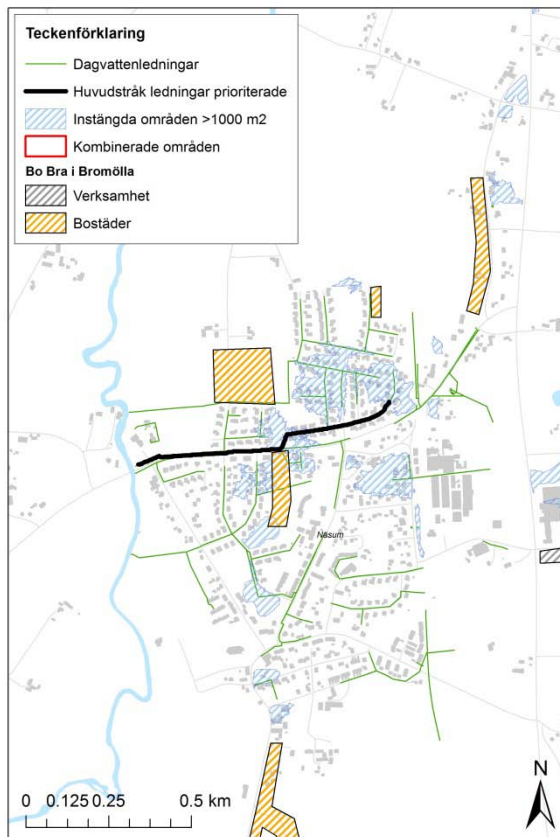 Teckenförklaring
Dagvattenledningar
Huvudstråk ledningar prioriterade
Instängda områden >1000 m2
Kombinerade områden
Bo Bra i Bromölla
Verksamhet
Bostäder
Näsum
N
0 0.125 0.25 0.5 km